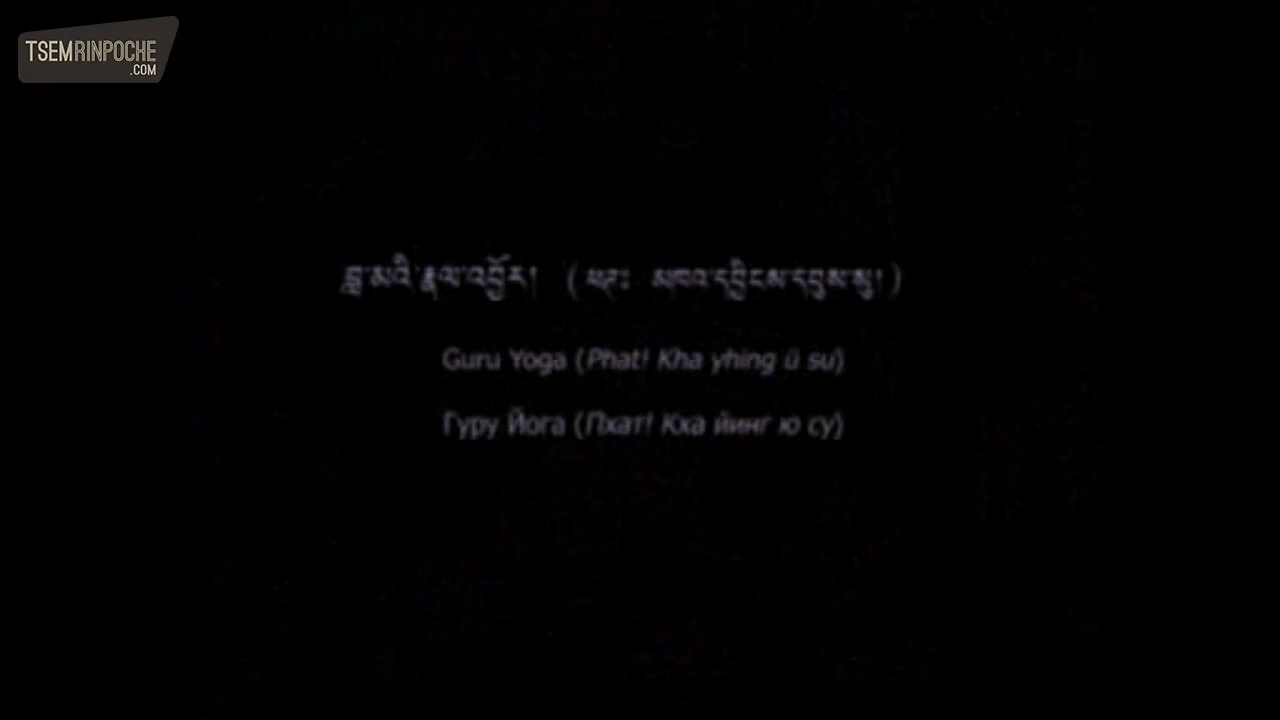 TSEMRINPOCHE
.COM
བླ་མའི་རྣལ་འབྱོར། (ཕཊ༔ མཁའ་དབྱིངས་དབུས་སུ།)
Guru Yoga (Phat! Kha yhing ü su)
Гуру Йога (Пхат! Кха йинг ю су)